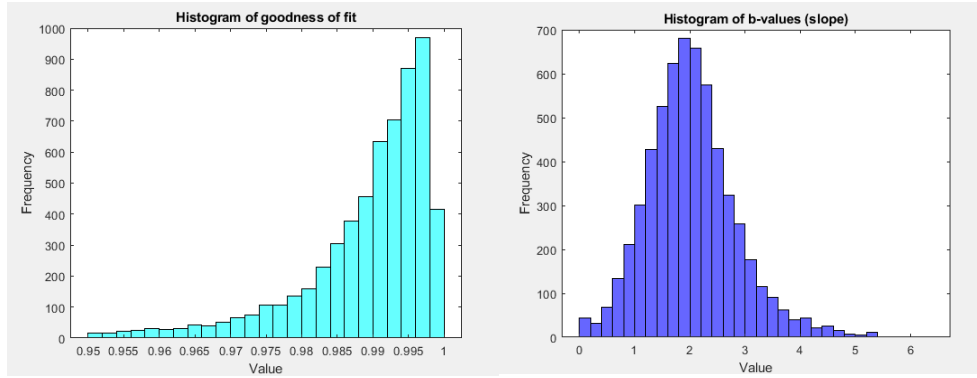 Histogram of goodness of fit
1000
900
800
700
600
500
400
300
200
100
0
Frequency
0.95 0.955 0.96 0.965 0.97 0.975 0.98 0.985 0.99 0.995 1
Value
Histogram of b-values (slope)
700
600
500
400
300
200
100
0
Frequency
0 1 2 3 4 5 6
Value